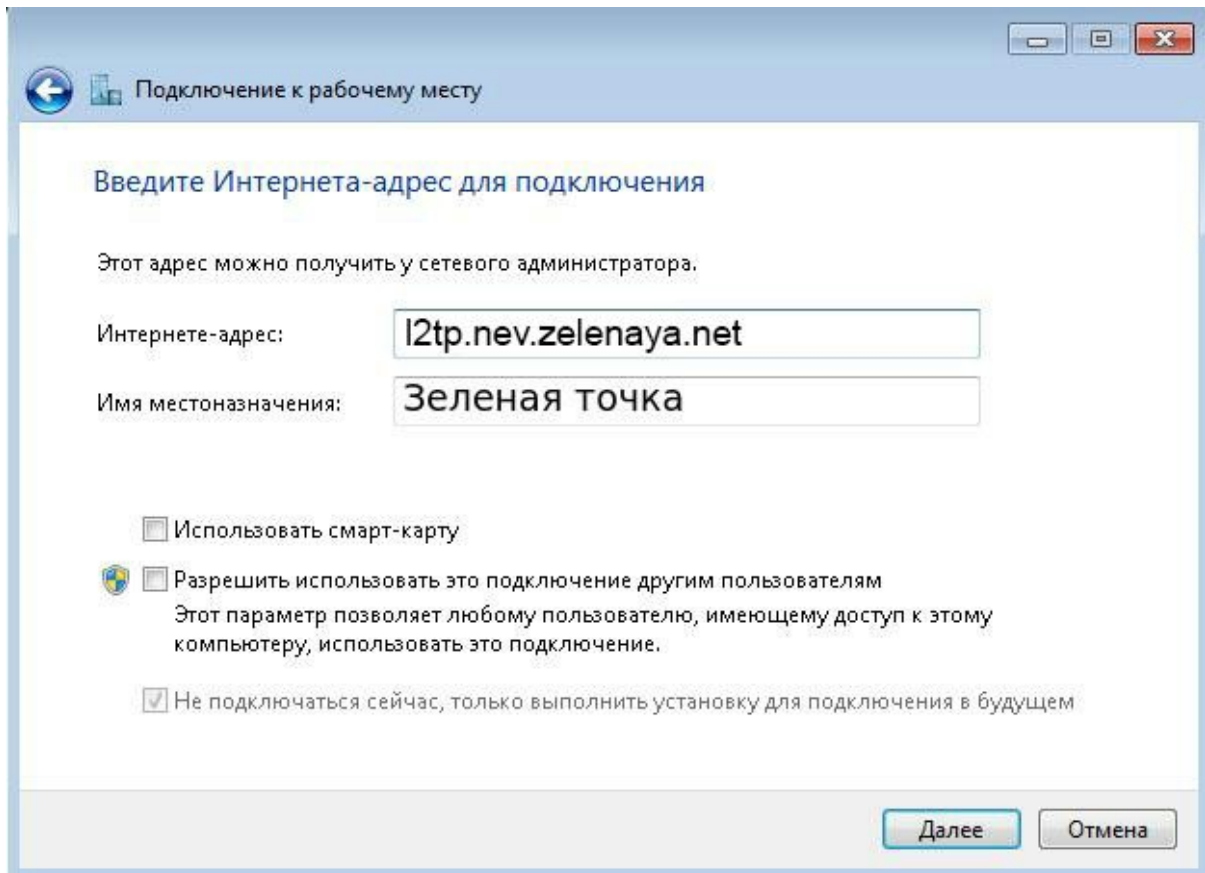 Подключение к рабочему месту
Введите Интернета-адрес для подключения
Этот адрес можно получить у сетевого администратора.
Интернете-адрес: l2tp.nev.zelenaya.net
Имя местоназначения: Зеленая точка
Использовать смарт-карту
Разрешить использовать это подключение другим пользователям
Этот параметр позволяет любому пользователю, имеющему доступ к этому
компьютеру, использовать это подключение.
Не подключаться сейчас, только выполнить установку для подключения в будущем
Далее Отмена